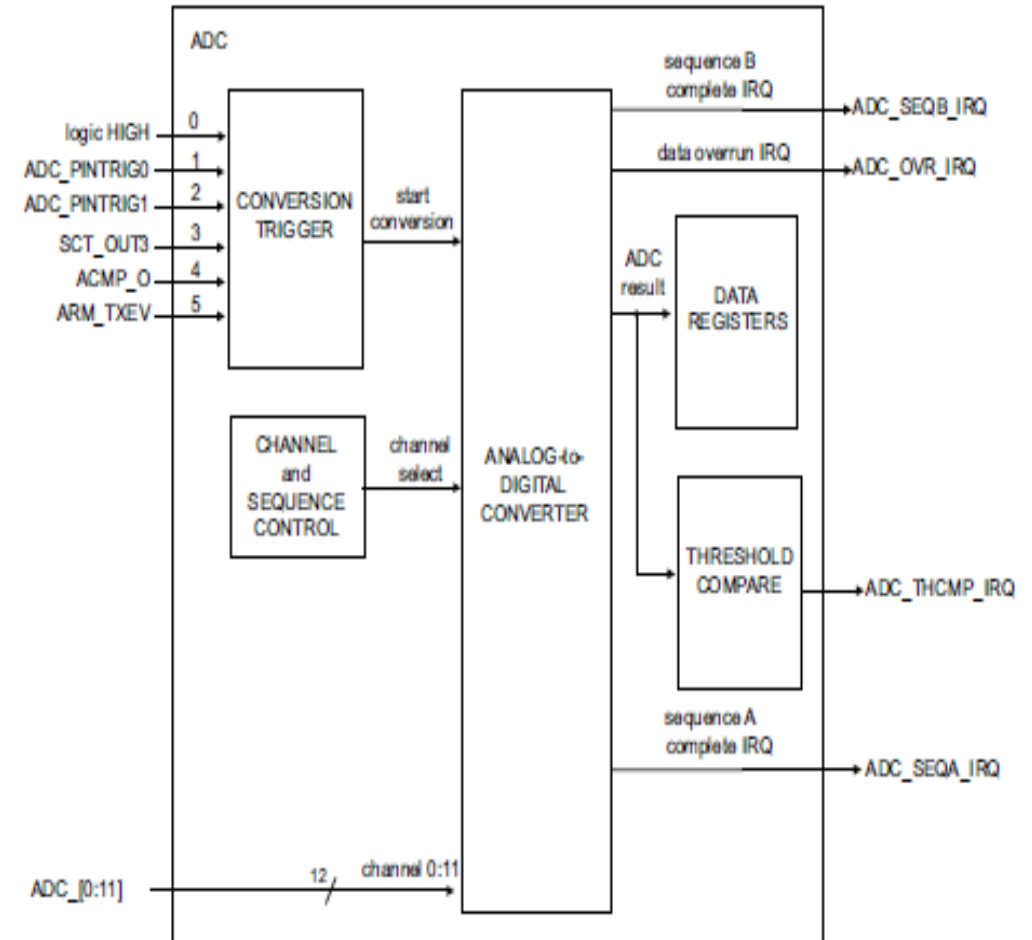 ADC
logic HIGH
0
ADC_PINTRIG0
1
ADC_PINTRIG1
2
SCT_OUT3
3
ACMP_O
4
ARM_TXEV
5
CONVERSION
TRIGGER
start
conversion
CHANNEL
and
SEQUENCE
CONTROL
channel
select
ANALOG-to-
DIGITAL
CONVERTER
sequence B
complete IRQ
ADC_SEQB_IRQ
data overrun IRQ
ADC_OVR_IRQ
ADC
result
DATA
REGISTERS
THRESHOLD
COMPARE
ADC_THCMP_IRQ
sequence A
complete IRQ
ADC_SEQA_IRQ
ADC_[0:11]
12
channel 0:11